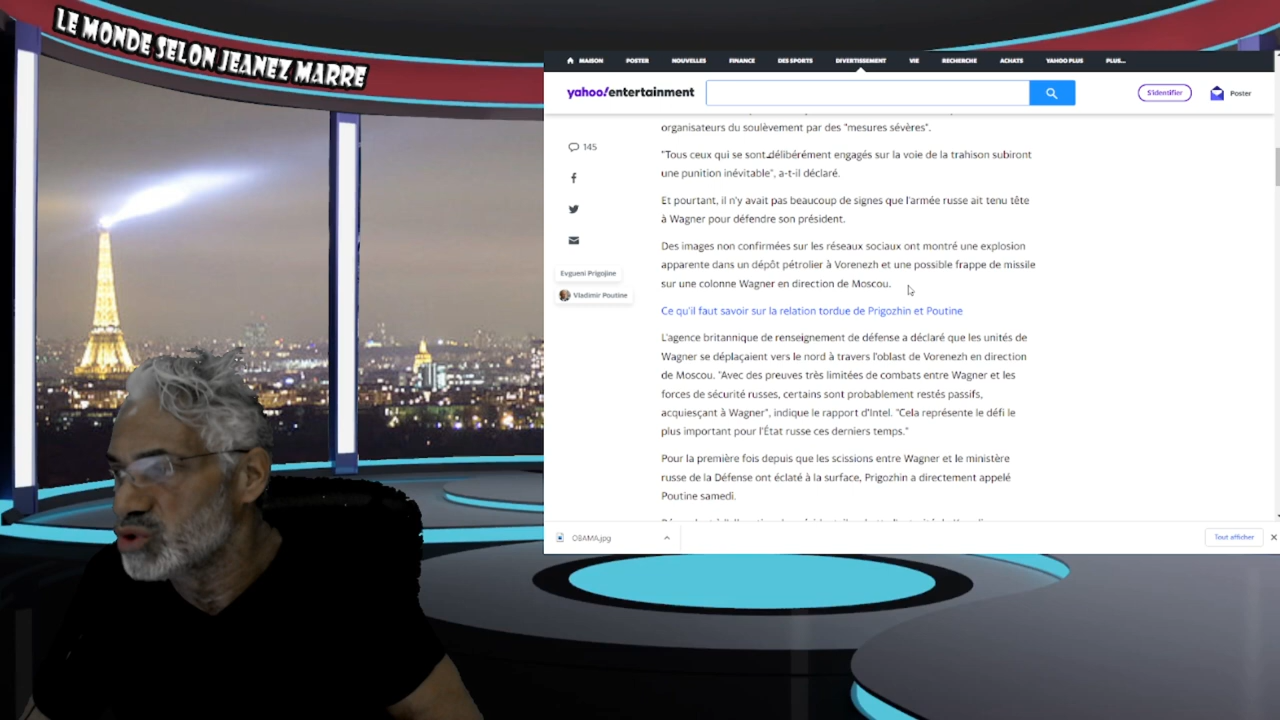 LE MONDE SELON JEANEZ MARRE
MAISON POSTER NOUVELLES FINANCE DES SPORTS DIVERTISSEMENT VIE RECHERCHE ACHATS YAHOO PLUS PLUS...
yahoo!entertainment
S'identifier
Poster
organisateurs du soulèvement par des "mesures sévères".
145
"Tous ceux qui se sont délibérément engagés sur la voie de la trahison subiront
une punition inévitable", a-t-il déclaré.
Et pourtant, il n'y avait pas beaucoup de signes que l'armée russe ait tenu tête
à Wagner pour défendre son président.
Des images non confirmées sur les réseaux sociaux ont montré une explosion
apparente dans un dépôt pétrolier à Vorenezh et une possible frappe de missile
sur une colonne Wagner en direction de Moscou.
Evgueni Prigojine
Vladimir Poutine
Ce qu'il faut savoir sur la relation tordue de Prigozhin et Poutine
L'agence britannique de renseignement de défense a déclaré que les unités de
Wagner se déplaçaient vers le nord à travers l'oblast de Vorenezh en direction
de Moscou. "Avec des preuves très limitées de combats entre Wagner et les
forces de sécurité russes, certains sont probablement restés passifs,
acquiesçant à Wagner", indique le rapport d'Intel. "Cela représente le défi le
plus important pour l'État russe ces derniers temps."
Pour la première fois depuis que les scissions entre Wagner et le ministère
russe de la Défense ont éclaté à la surface, Prigozhin a directement appelé
Poutine samedi.
OBAMA.jpg
Tout afficher